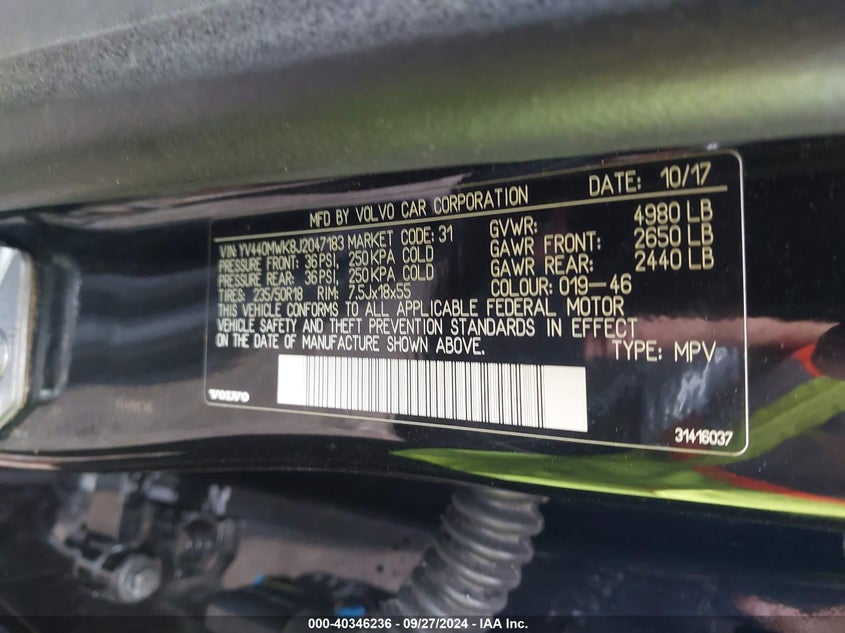 MFD BY VOLVO CAR CORPORATION DATE: 10/17
VIN: YV440MWK8J2047183 MARKET CODE: 31 GVWR: 4980 LB
PRESSURE FRONT: 36PSI, 250KPA COLD GAWR FRONT: 2650 LB
PRESSURE REAR: 36PSI, 250KPA COLD GAWR REAR: 2440 LB
TIRES: 235/50R18 RIM: 7.5Jx18x55 COLOUR: 019-46
THIS VEHICLE CONFORMS TO ALL APPLICABLE FEDERAL MOTOR
VEHICLE SAFETY AND THEFT PREVENTION STANDARDS IN EFFECT
ON THE DATE OF MANUFACTURE SHOWN ABOVE. TYPE: MPV
VOLVO
31416037
000-40346236 - 09/27/2024 - IAA Inc.